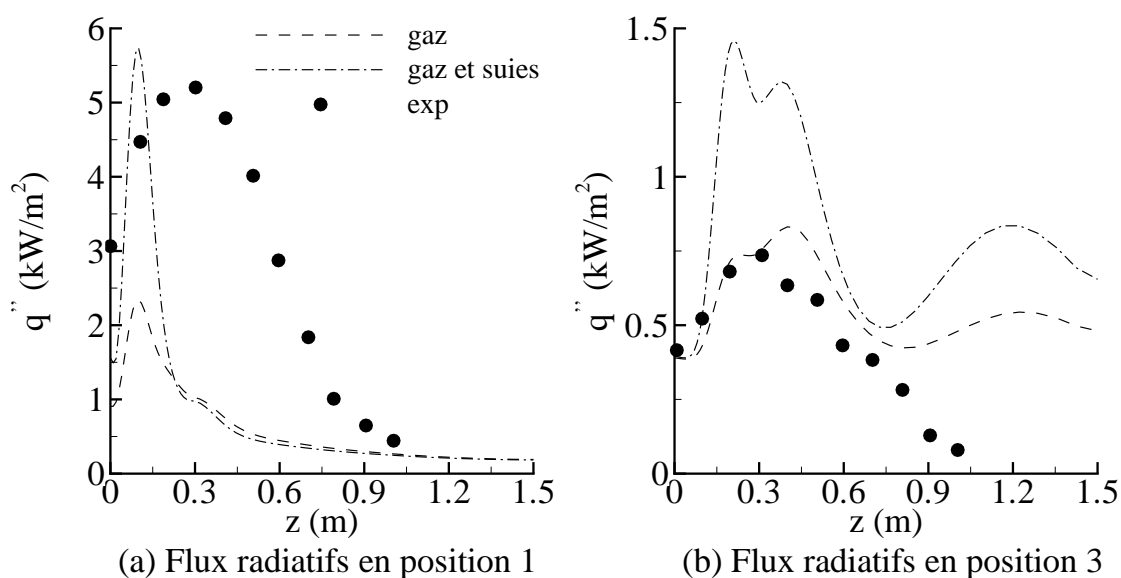 6
5
4
3
2
1
0
q’’ (kW/m²)
gaz
gaz et suies
exp
0 0.3 0.6 0.9 1.2 1.5
z (m)
(a) Flux radiatifs en position 1
1.5
1
0.5
0
q’’ (kW/m²)
0 0.3 0.6 0.9 1.2 1.5
z (m)
(b) Flux radiatifs en position 3